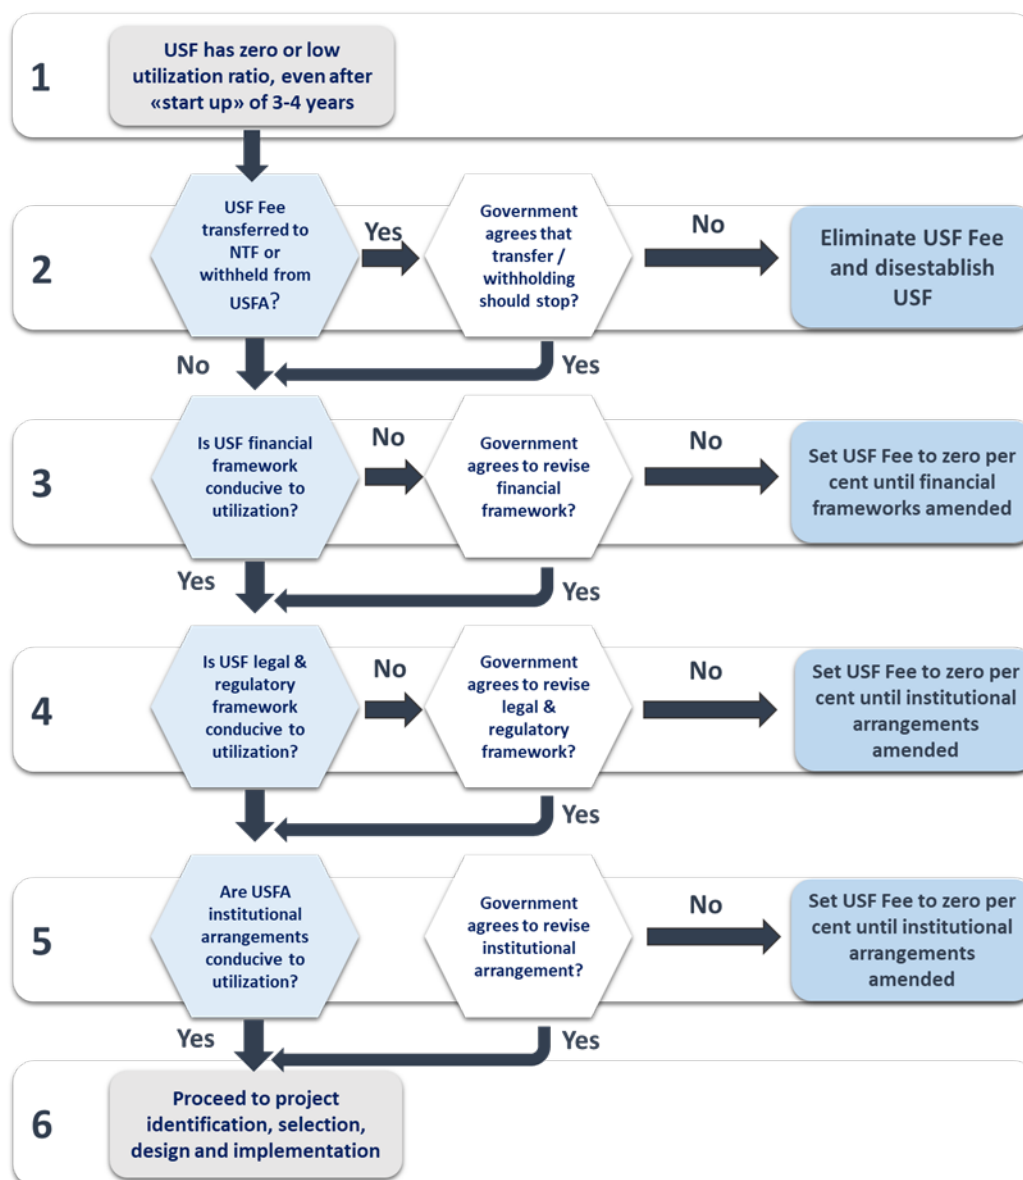 1
USF has zero or low
utilization ratio, even after
«start up» of 3-4 years
2
USF Fee
transferred to
NTF or
withheld from
USFA?
Yes
Government
agrees that
transfer /
withholding
should stop?
No
Eliminate USF Fee
and disestablish
USF
No
Yes
3
Is USF financial
framework
conducive to
utilization?
No
Government
agrees to revise
financial
framework?
No
Set USF Fee to zero per
cent until financial
frameworks amended
Yes
Yes
4
Is USF legal &
regulatory
framework
conducive to
utilization?
No
Government
agrees to revise
legal &
regulatory
framework?
No
Set USF Fee to zero per
cent until institutional
arrangements
amended
Yes
5
Are USFA
institutional
arrangements
conducive to
utilization?
Government
agrees to revise
institutional
arrangement?
No
Set USF Fee to zero per
cent until institutional
arrangements
amended
Yes
Yes
6
Proceed to project
identification, selection,
design and implementation